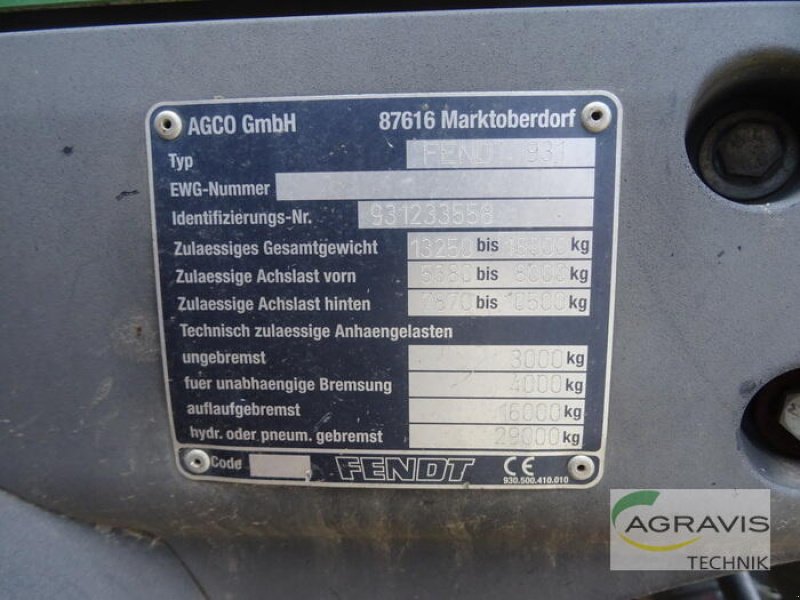 AGCO GmbH 87616 Marktoberdorf
Typ FENDT 931
EWG-Nummer
Identifizierungs-Nr. 931233558
Zulaessiges Gesamtgewicht 13250 bis kg
Zulaessige Achslast vorn 5380 bis kg
Zulaessige Achslast hinten 7870 bis 10500 kg
Technisch zulaessige Anhaengelasten
ungebremst 3000 kg
fuer unabhaengige Bremsung 4000 kg
auflaufgebremst 16000 kg
hydr. oder pneum. gebremst 29000 kg
Code FENDT CE
930.500.410.010
AGRAVIS
TECHNIK